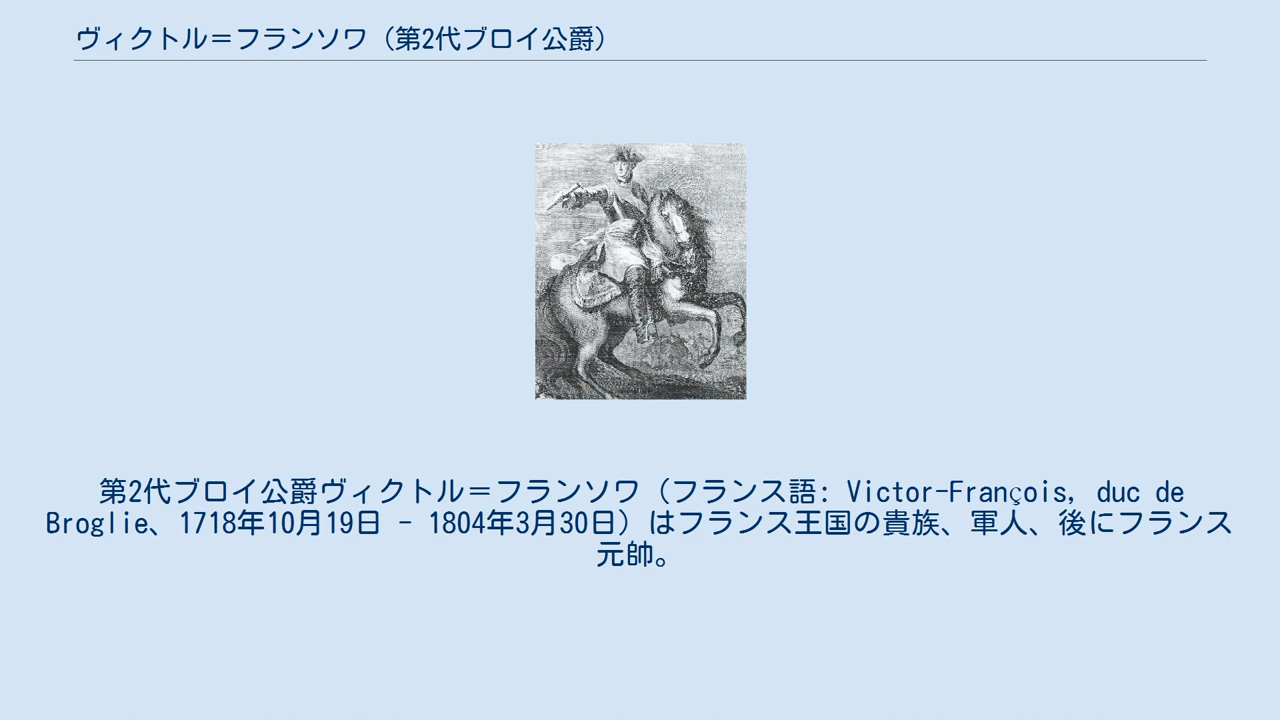 ヴィクトル＝フランソワ（第2代ブロイ公爵）
第2代ブロイ公爵ヴィクトル＝フランソワ（フランス語: Victor-François, duc de
Broglie、1718年10月19日 - 1804年3月30日）はフランス王国の貴族、軍人、後にフランス
元帥。